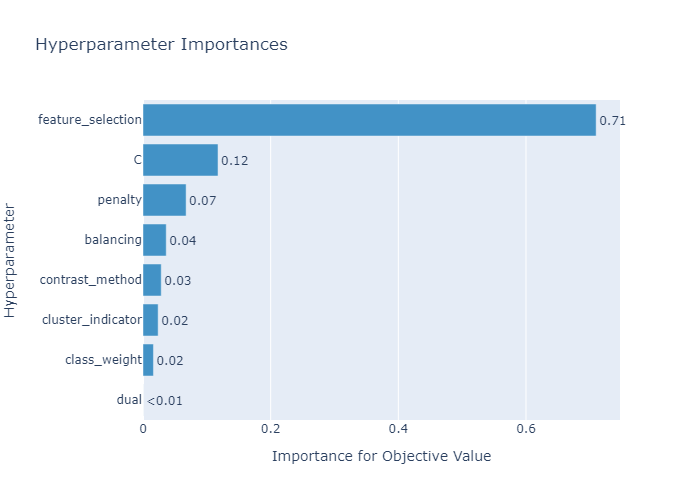 Hyperparameter Importances
Hyperparameter
feature_selection 0.71
C 0.12
penalty 0.07
balancing 0.04
contrast_method 0.03
cluster_indicator 0.02
class_weight 0.02
dual <0.01
0 0.2 0.4 0.6
Importance for Objective Value